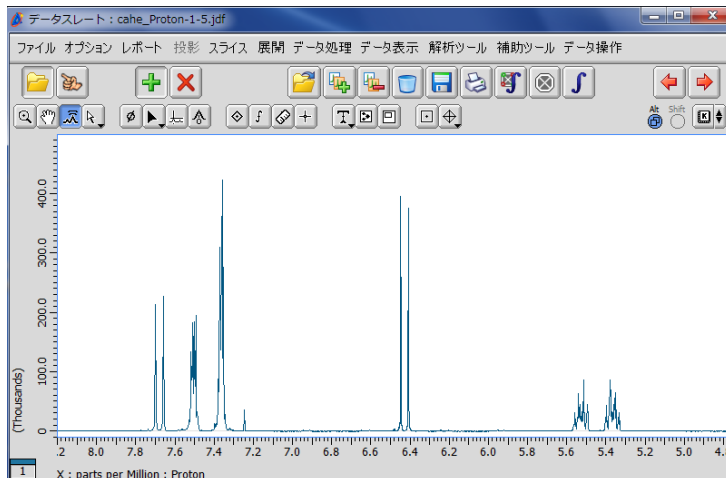 データスレート : cahe_Proton-1-5.jdf
ファイル オプション レポート 投影 スライス 展開 データ処理 データ表示 解析ツール 補助ツール データ操作
Alt Shift
400.0
300.0
200.0
100.0
0
(Thousands)
.2 8.0 7.8 7.6 7.4 7.2 7.0 6.8 6.6 6.4 6.2 6.0 5.8 5.6 5.4 5.2 5.0 4.8
1
X : parts per Million : Proton